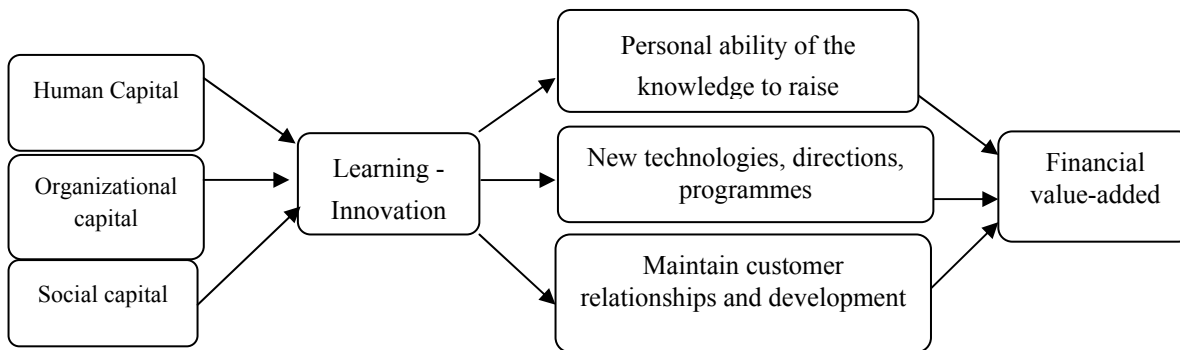 Human Capital
Organizational
capital
Social capital
Learning -
Innovation
Personal ability of the
knowledge to raise
New technologies, directions,
programmes
Maintain customer
relationships and development
Financial
value-added